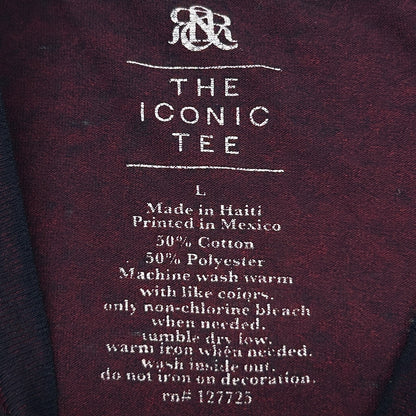 R&R
THE
ICONIC
TEE
L
Made in Haiti
Printed in Mexico
50% Cotton
50% Polyester
Machine wash warm
with like colors.
only non-chlorine bleach
when needed.
tumble dry low.
warm iron when needed.
wash inside out.
do not iron on decoration.
rn# 127725